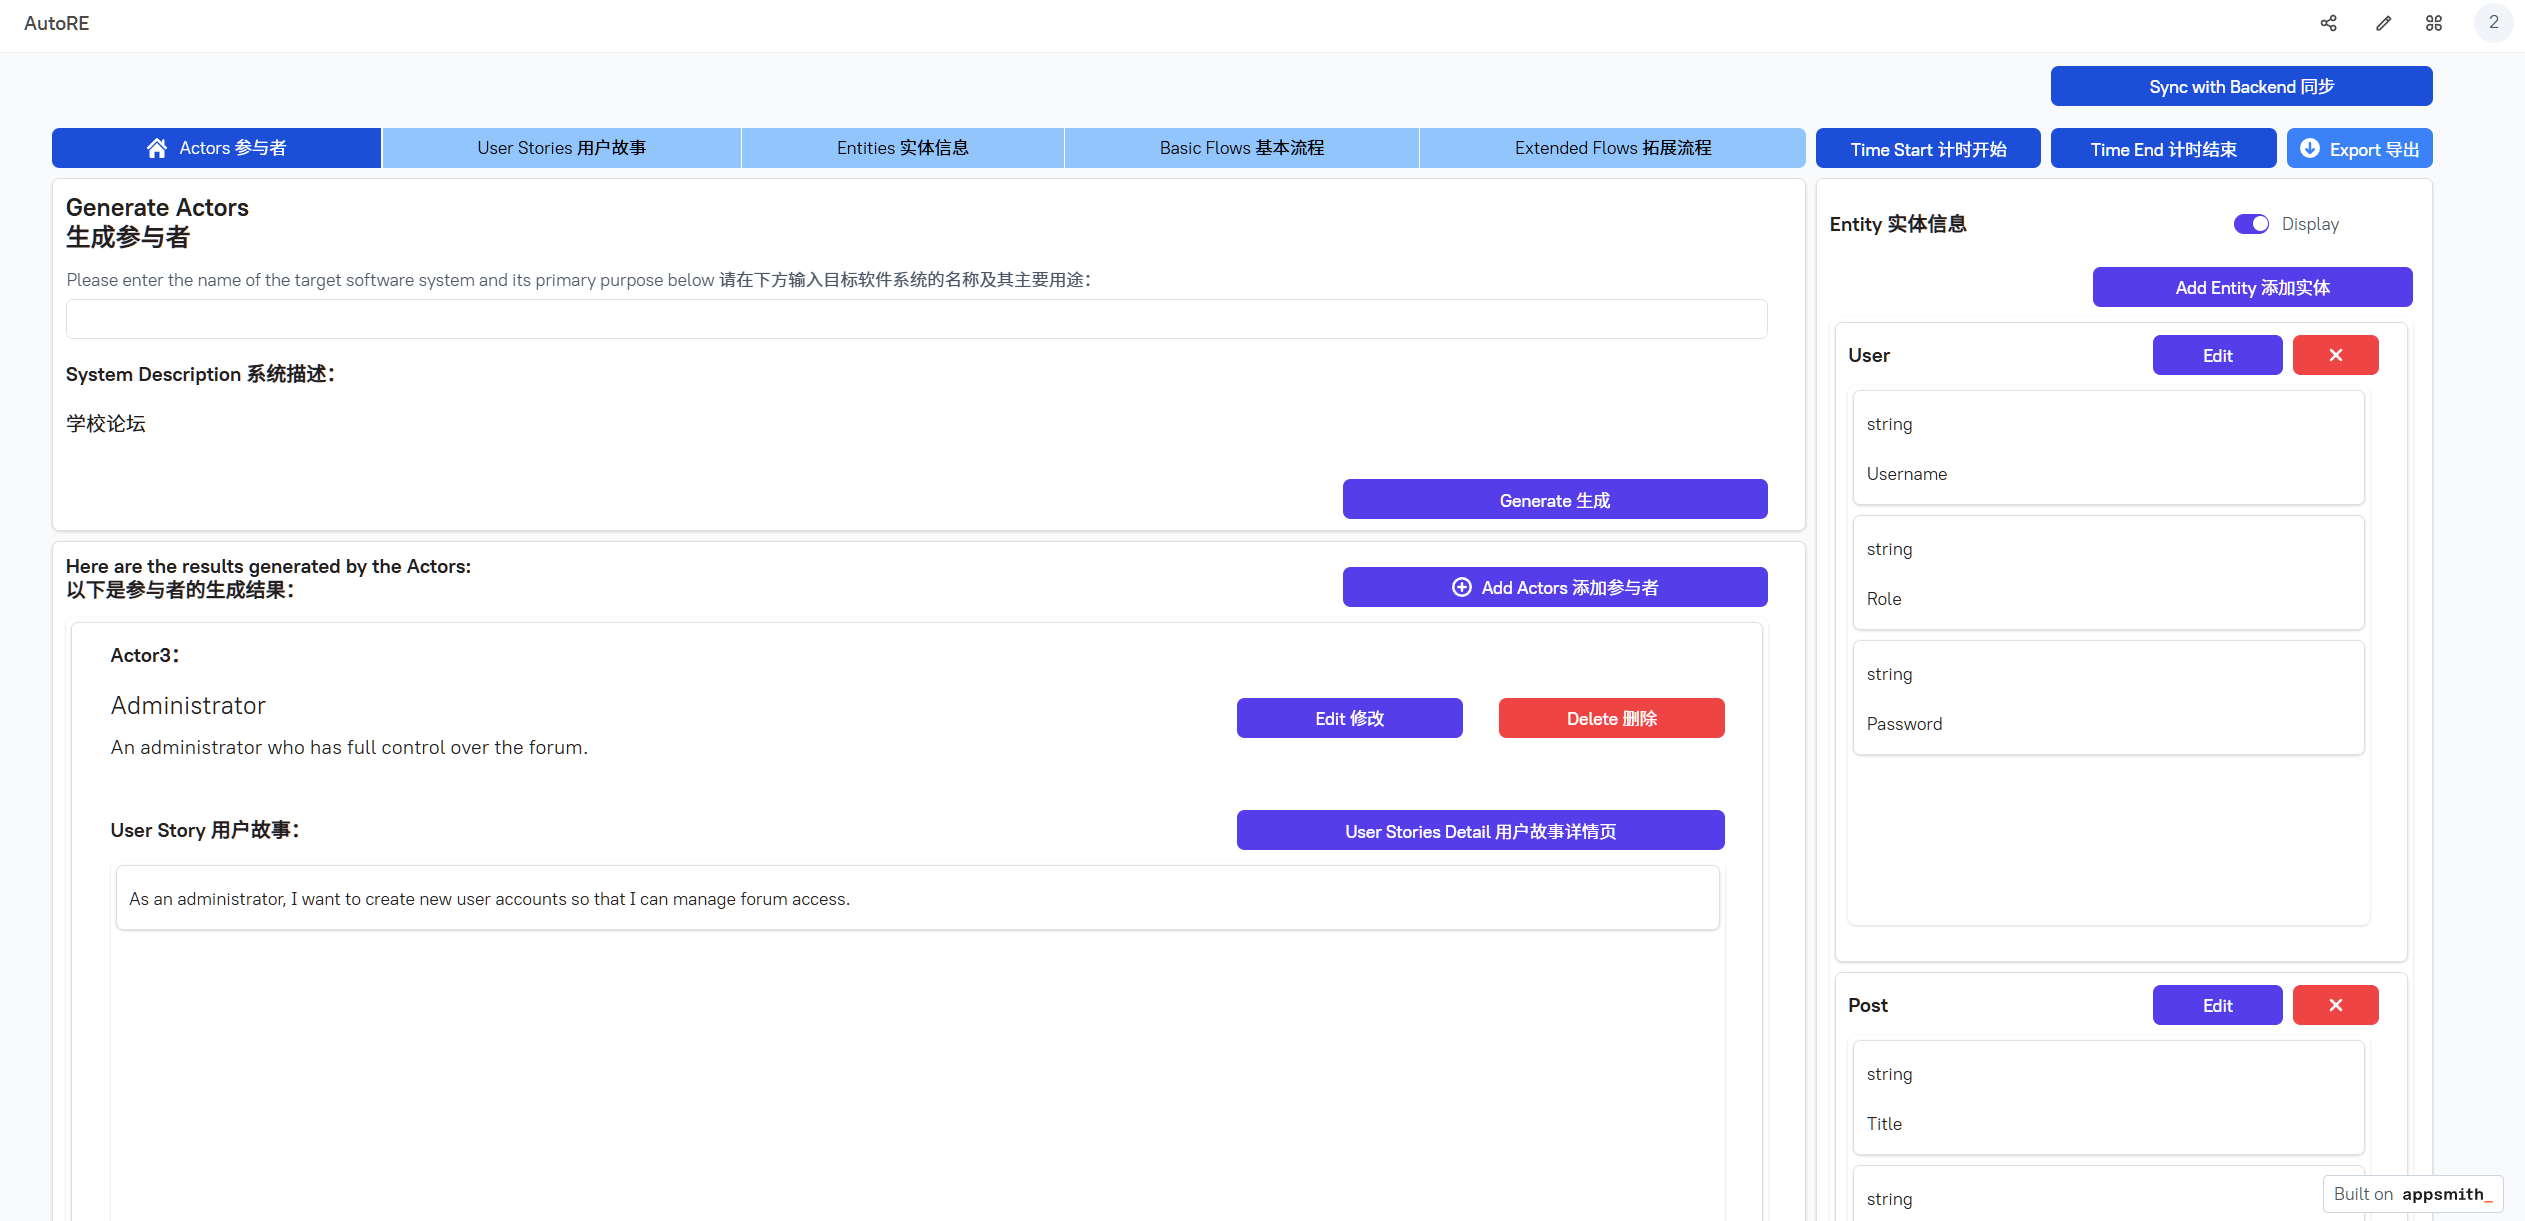 AutoRE
2
Sync with Backend 同步
Actors 参与者
User Stories 用户故事
Entities 实体信息
Basic Flows 基本流程
Extended Flows 拓展流程
Time Start 计时开始
Time End 计时结束
Export 导出
Generate Actors
生成参与者
Please enter the name of the target software system and its primary purpose below 请在下方输入目标软件系统的名称及其主要用途：
System Description 系统描述：
学校论坛
Generate 生成
Here are the results generated by the Actors:
以下是参与者的生成结果：
Add Actors 添加参与者
Actor3：
Administrator
An administrator who has full control over the forum.
Edit 修改
Delete 删除
User Story 用户故事：
User Stories Detail 用户故事详情页
As an administrator, I want to create new user accounts so that I can manage forum access.
Entity 实体信息
Display
Add Entity 添加实体
User
Edit
string
Username
string
Role
string
Password
Post
Edit
string
Title
string
Built on appsmith_